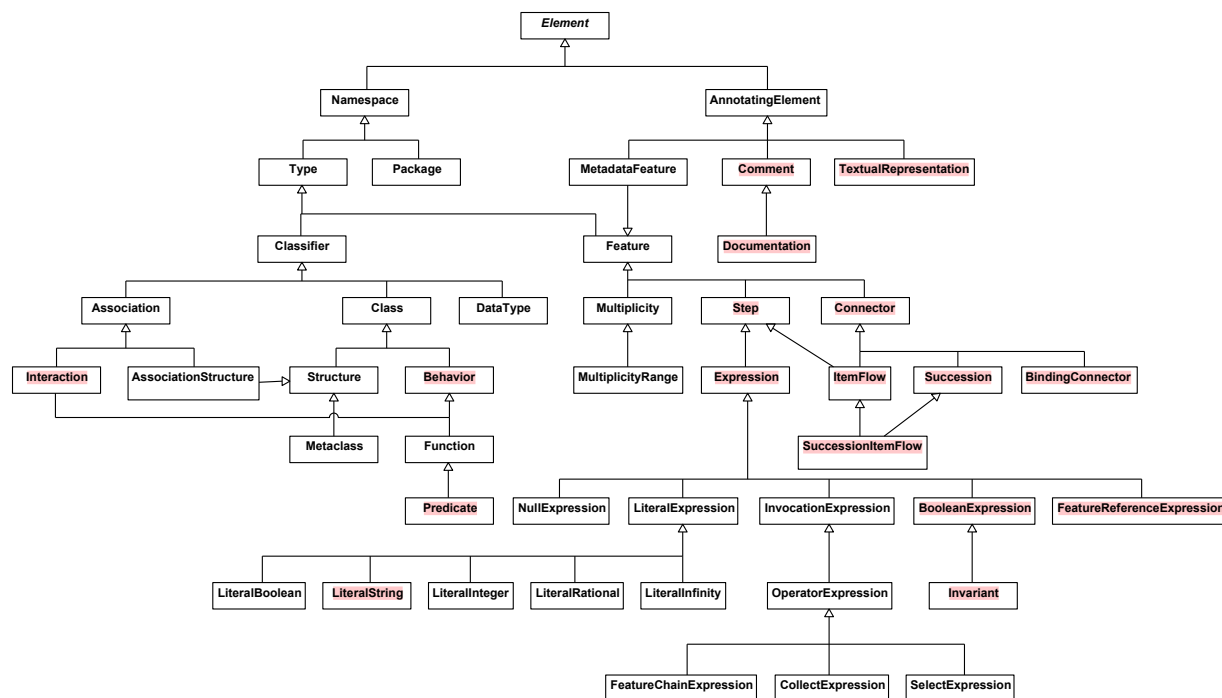 Element
Namespace
AnnotatingElement
Type
Package
MetadataFeature
Comment
TextualRepresentation
Classifier
Feature
Documentation
Association
Class
DataType
Multiplicity
Step
Connector
Interaction
AssociationStructure
Structure
Behavior
MultiplicityRange
Expression
ItemFlow
Succession
BindingConnector
Metaclass
Function
SuccessionItemFlow
Predicate
NullExpression
LiteralExpression
InvocationExpression
BooleanExpression
FeatureReferenceExpression
LiteralBoolean
LiteralString
LiteralInteger
LiteralRational
LiteralInfinity
OperatorExpression
Invariant
FeatureChainExpression
CollectExpression
SelectExpression